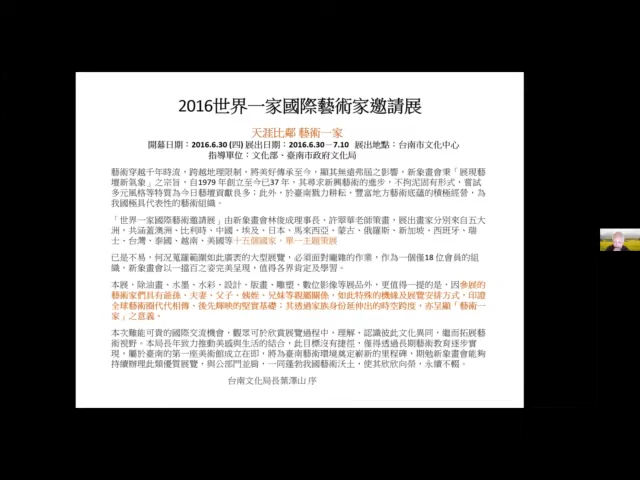 2016世界一家國際藝術家邀請展
天涯比鄰 藝術一家
開幕日期：2016.6.30 (四) 展出日期：2016.6.30－7.10 展出地點：台南市文化中心
指導單位：文化部、臺南市政府文化局
藝術穿越千年時流，跨越地理限制，將美好傳承至今，顯其無遠弗屆之影響，新象畫會秉「展現藝
壇新氣象」之宗旨，自1979 年創立至今已37 年，其尋求新興藝術的進步，不拘泥固有形式，嘗試
多元風格等特質為今日藝壇貢獻良多；此外，於臺南戮力耕耘，豐富地方藝術底蘊的積極經營，為
我國極具代表性的藝術組織。
「世界一家國際藝術邀請展」由新象畫會林俊成理事長、許翠華老師策畫，展出畫家分別來自五大
洲，共涵蓋澳洲、比利時、中國、埃及、日本、馬來西亞、蒙古、俄羅斯、新加坡、西班牙、瑞
士、台灣、泰國、越南、美國等十五個國家，單一主題策展
已是不易，何況蒐羅範圍如此廣袤的大型展覽，必須面對龐雜的作業，作為一個僅18 位會員的組
織，新象畫會以一擋百之姿完美呈現，值得各界肯定及學習。
本展，除油畫、水墨、水彩、設計、版畫、雕塑、數位影像等展品外，更值得一提的是，因參展的
藝術家們具有爺孫、夫妻、父子、姨姪、兄妹等親屬關係，如此特殊的機緣及展覽安排方式，印證
全球藝術圈代代相傳、後先輝映的堅實基礎；其透過家族身份延伸出的時空跨度，亦呈顯「藝術一
家」之意義。
本次難能可貴的國際交流機會，觀眾可於欣賞展覽過程中，理解、認識彼此文化異同，繼而拓展藝
術視野。本局長年致力推動美感與生活的結合，此目標沒有捷徑，僅得透過長期藝術教育逐步實
現，屬於臺南的第一座美術館成立在即，將為臺南藝術環境奠定嶄新的里程碑，期勉新象畫會能夠
持續辦理此類優質展覽，與公部門並肩，一同蓬勃我國藝術沃土，使其欣欣向榮，永續不輟。
台南文化局長葉澤山 序